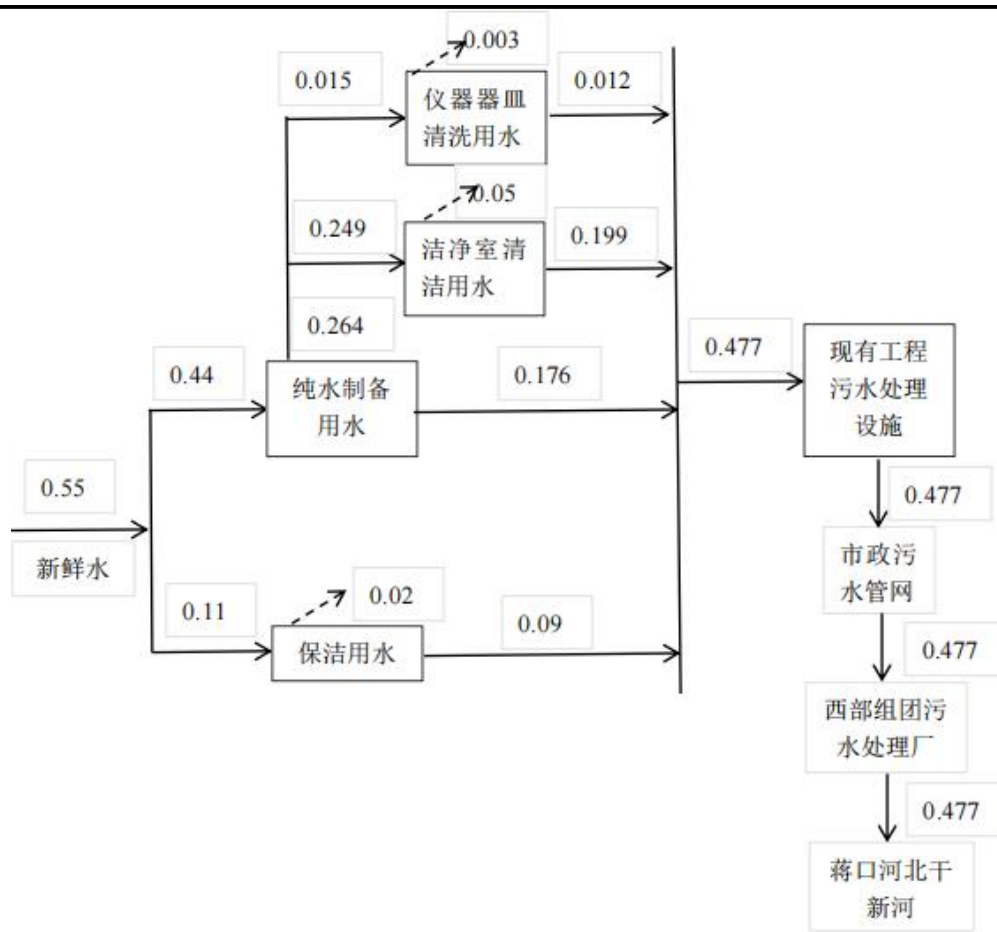 0.003
0.015
仪器器皿
清洗用水
0.012
0.05
0.249
洁净室清
洁用水
0.199
0.264
0.44
纯水制备
用水
0.176
0.477
现有工程
污水处理
设施
0.55
新鲜水
0.477
市政污
水管网
0.11
0.02
保洁用水
0.09
0.477
西部组团污
水处理厂
0.477
蒋口河北干
新河